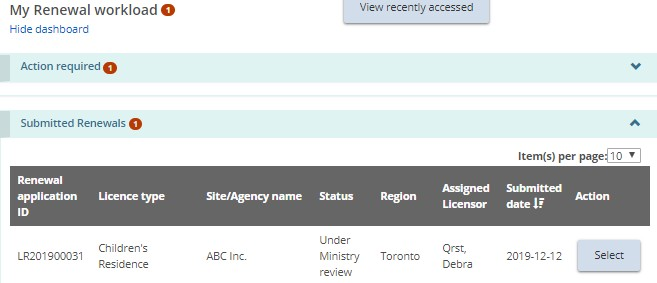 My Renewal workload 1
View recently accessed
Hide dashboard
Action required 1
Submitted Renewals 1
Item(s) per page: 10
Renewal application ID Licence type Site/Agency name Status Region Assigned Licensor Submitted date Action
LR201900031 Children's Residence ABC Inc. Under Ministry review Toronto Qrst, Debra 2019-12-12 Select